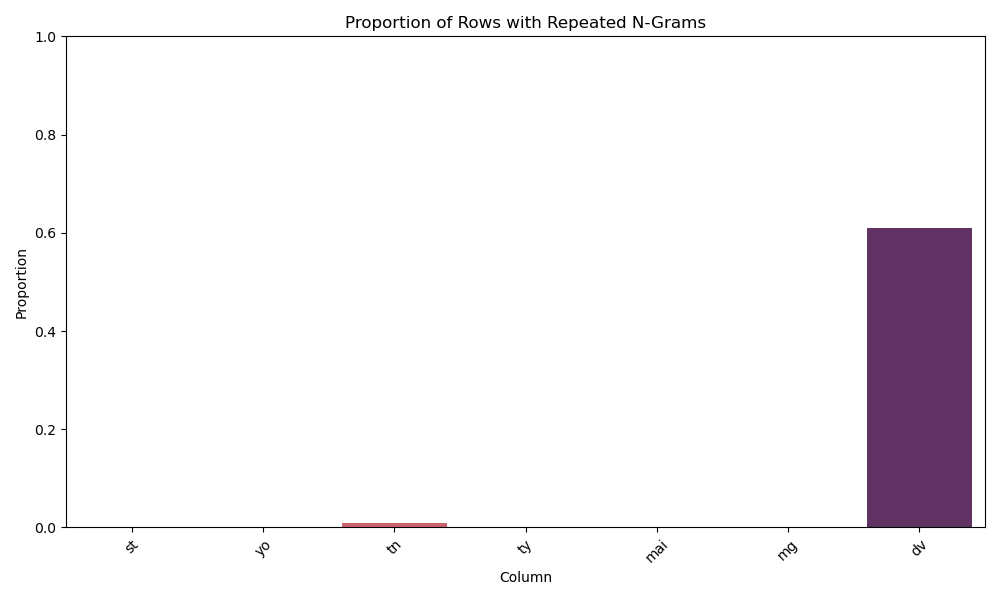 Proportion of Rows with Repeated N-Grams
1.0
0.8
0.6
0.4
0.2
0.0
Proportion
st yo tn ty mai mg dv
Column